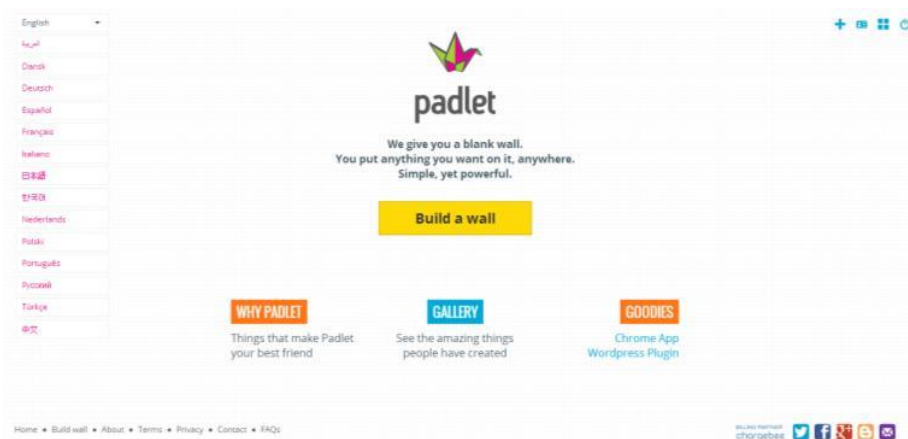 English
العربية
Dansk
Deutsch
Español
Français
Italiano
日本語
한국어
Nederlands
Polski
Português
Русский
Türkçe
中文
padlet
We give you a blank wall.
You put anything you want on it, anywhere.
Simple, yet powerful.
Build a wall
WHY PADLET
Things that make Padlet
your best friend
GALLERY
See the amazing things
people have created
GOODIES
Chrome App
Wordpress Plugin
Home • Build wall • About • Terms • Privacy • Contact • FAQs
BILLING PARTNER
chargebee